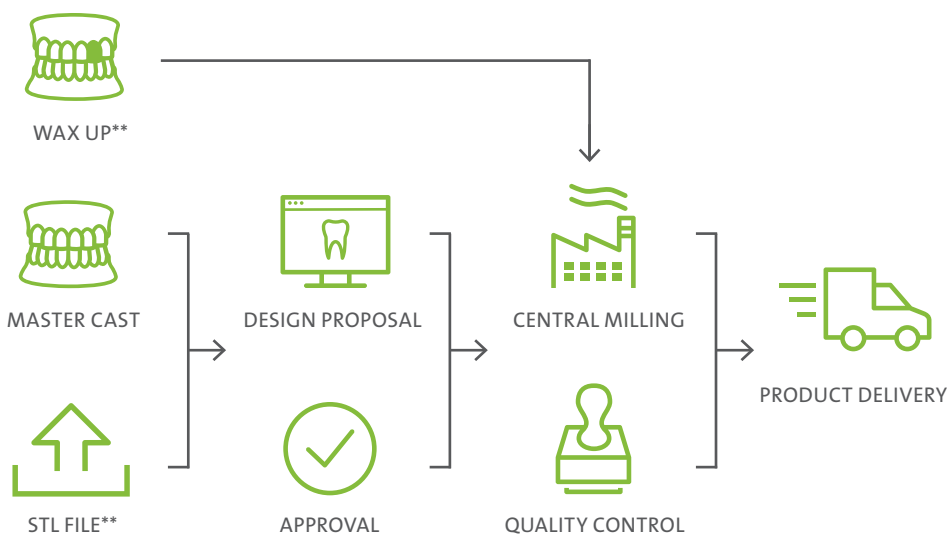 WAX UP**
MASTER CAST
DESIGN PROPOSAL
CENTRAL MILLING
PRODUCT DELIVERY
STL FILE**
APPROVAL
QUALITY CONTROL